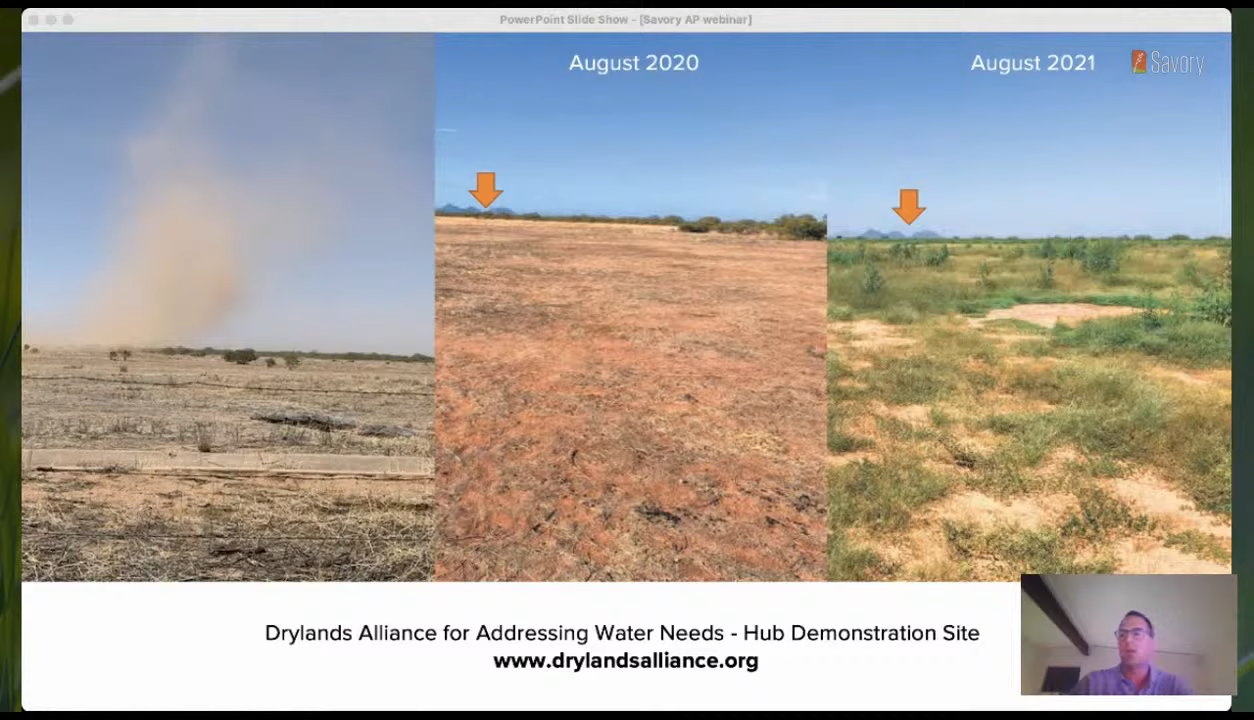 PowerPoint Slide Show - [Savory AP webinar]
August 2020
August 2021
Savory
Drylands Alliance for Addressing Water Needs - Hub Demonstration Site
www.drylandsalliance.org